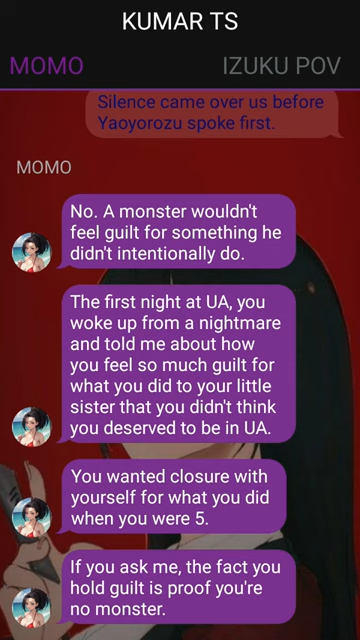 KUMAR TS
MOMO IZUKU POV
Silence came over us before
Yaoyorozu spoke first.
MOMO
No. A monster wouldn't
feel guilt for something he
didn't intentionally do.
The first night at UA, you
woke up from a nightmare
and told me about how
you feel so much guilt for
what you did to your little
sister that you didn't think
you deserved to be in UA.
You wanted closure with
yourself for what you did
when you were 5.
If you ask me, the fact you
hold guilt is proof you're
no monster.